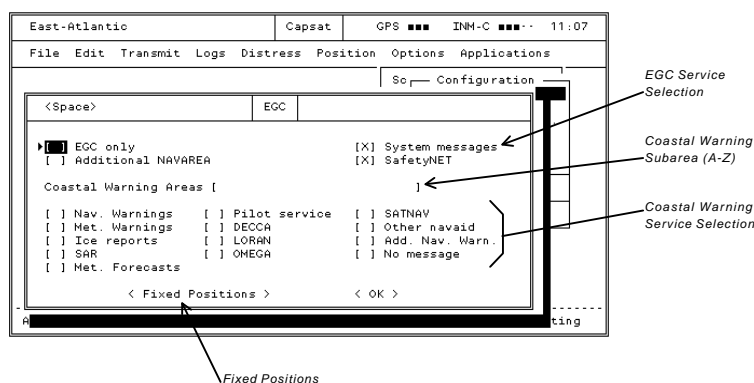 East-Atlantic Capsat GPS ■■■ INM-C ■■■·· 11:07
File Edit Transmit Logs Distress Position Options Applications
Sc Configuration
<Space> EGC
[ ] EGC only [X] System messages
[ ] Additional NAVAREA [X] SafetyNET
Coastal Warning Areas [ ]
[ ] Nav. Warnings [ ] Pilot service [ ] SATNAV
[ ] Met. Warnings [ ] DECCA [ ] Other navaid
[ ] Ice reports [ ] LORAN [ ] Add. Nav. Warn.
[ ] SAR [ ] OMEGA [ ] No message
[ ] Met. Forecasts
< Fixed Positions > < OK >
A ting
EGC Service
Selection
Coastal Warning
Subarea (A-Z)
Coastal Warning
Service Selection
Fixed Positions